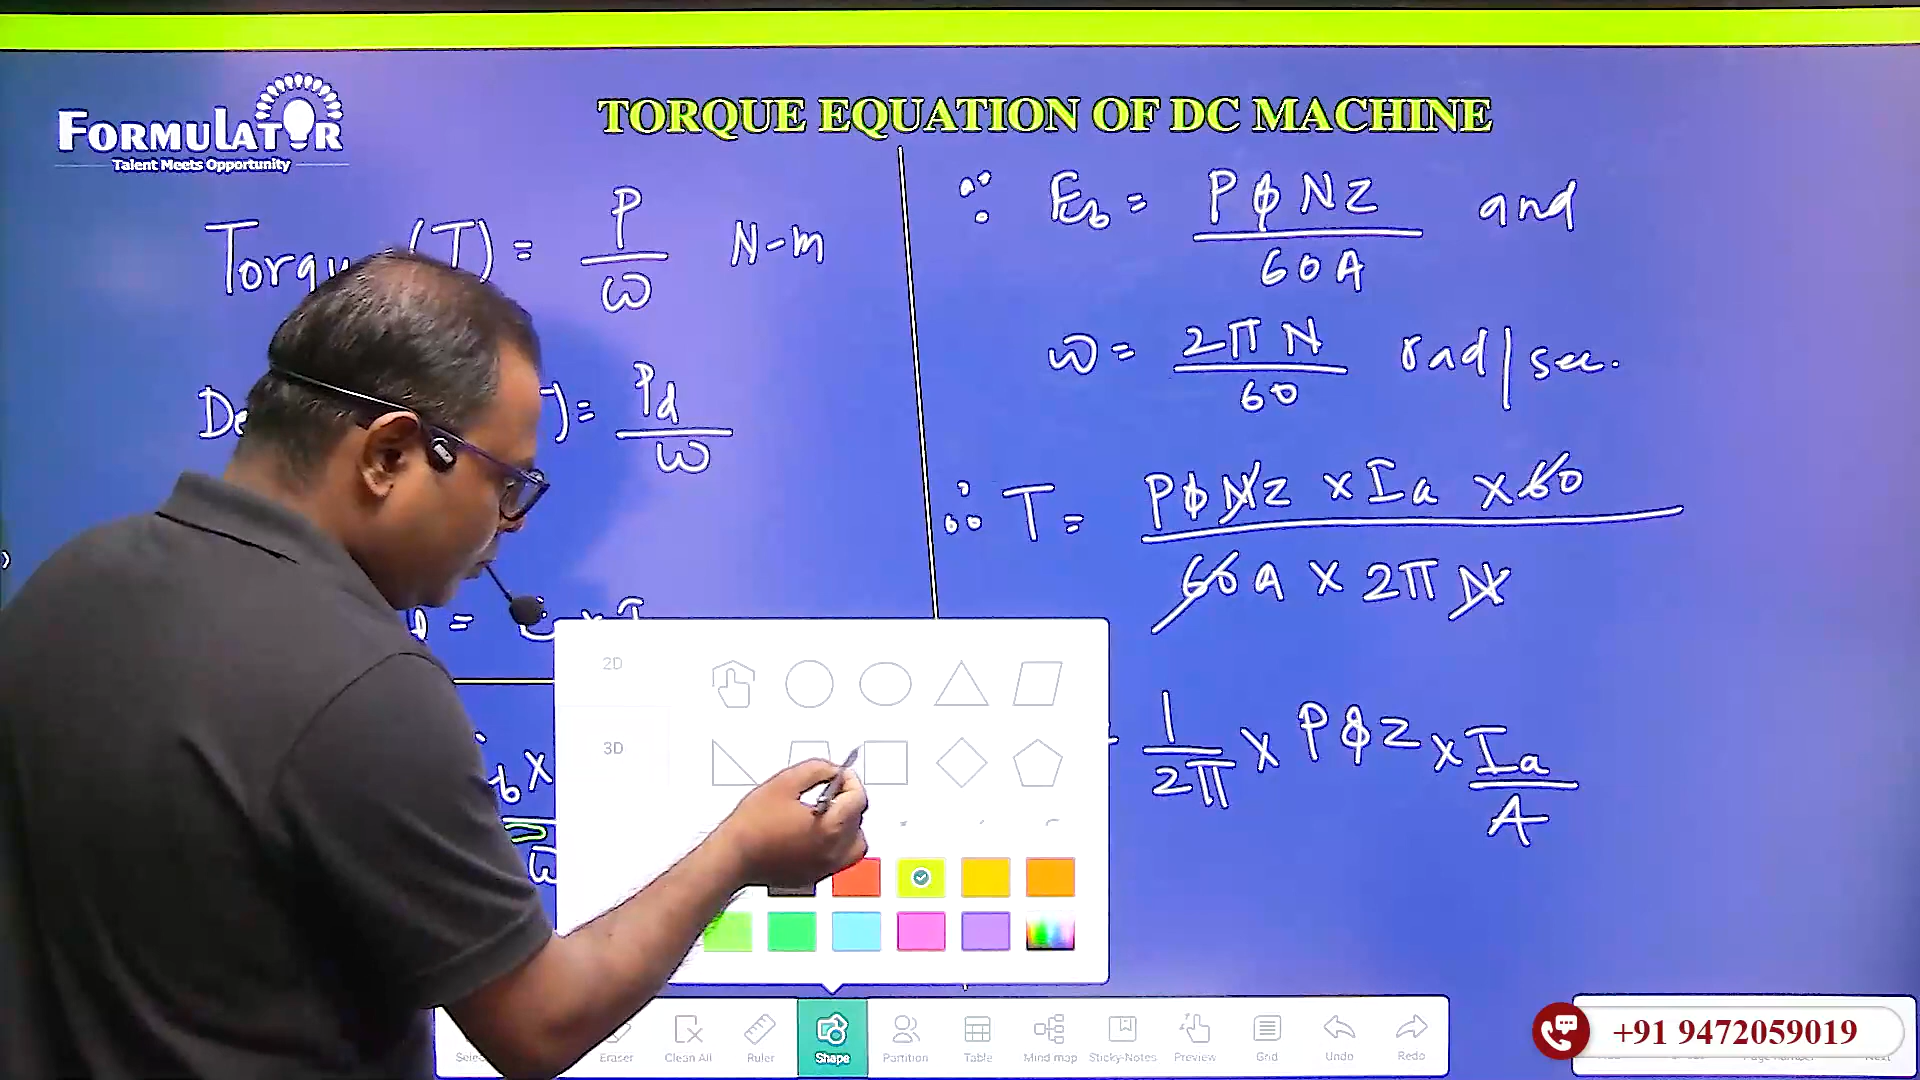 FORMULATOR
Talent Meets Opportunity
TORQUE EQUATION OF DC MACHINE
(T) = P/ω N-m
= Pd/ω
∵ Eb = PϕNZ/60A and
ω = 2πN/60 rad/sec.
∴ T = PϕNZ × Ia × 60
60A × 2πN
1/2π × PϕZ × Ia/A
2D
3D
Eraser
Clean All
Ruler
Shape
Partition
Table
Mind map
Sticky-Notes
Preview
Grid
Undo
Redo
+91 9472059019